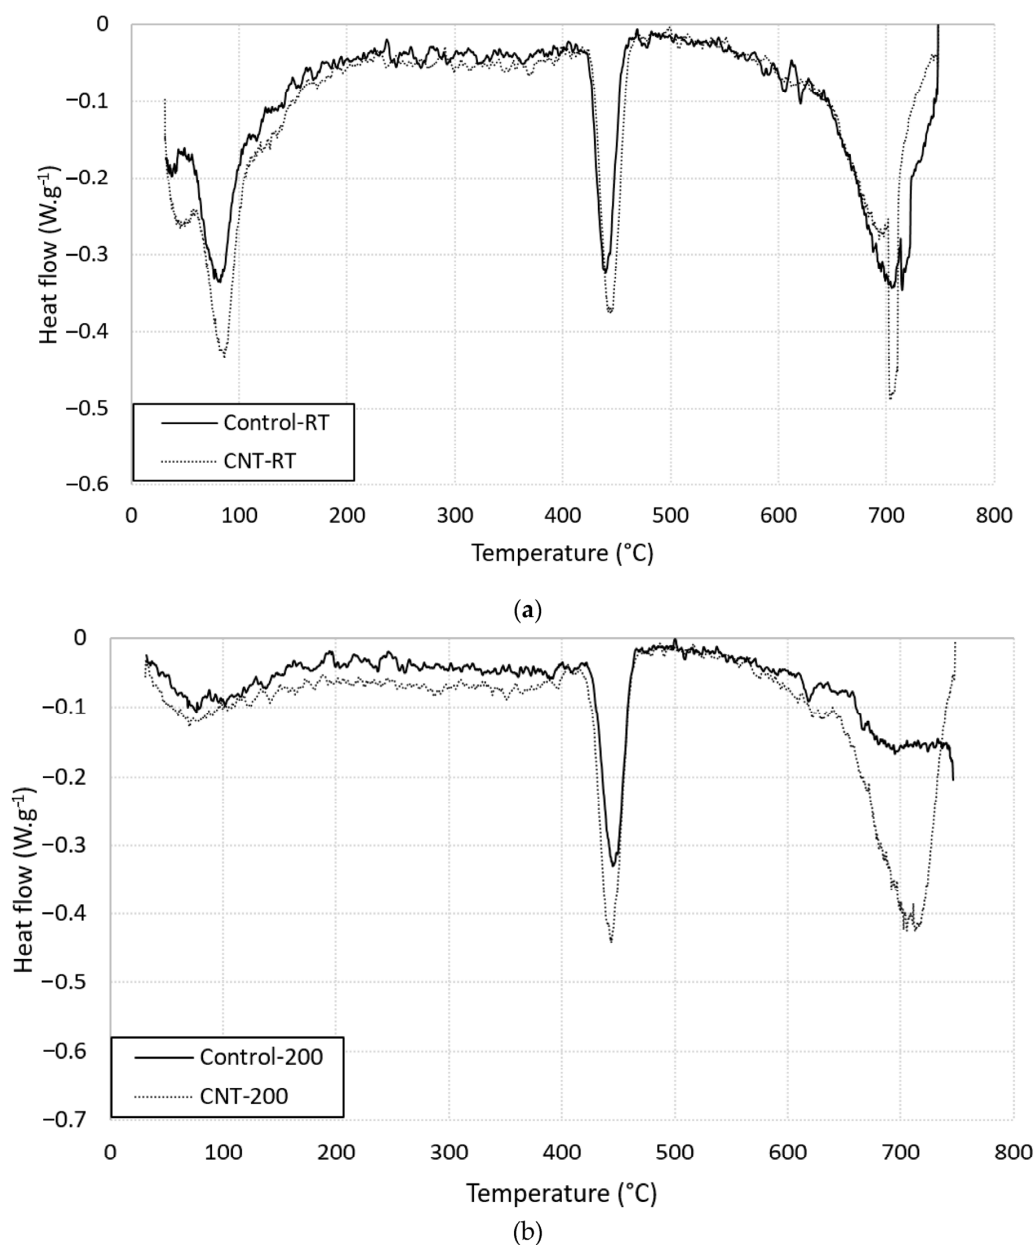 0
−0.1
−0.2
−0.3
−0.4
−0.5
−0.6
Heat flow (W.g⁻¹)
Control-RT
CNT-RT
0 100 200 300 400 500 600 700 800
Temperature (°C)
(a)
0
−0.1
−0.2
−0.3
−0.4
−0.5
−0.6
−0.7
Heat flow (W.g⁻¹)
Control-200
CNT-200
0 100 200 300 400 500 600 700 800
Temperature (°C)
(b)